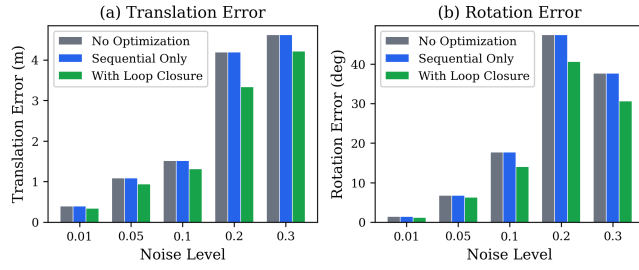 (a) Translation Error
Translation Error (m)
4
3
2
1
0
No Optimization
Sequential Only
With Loop Closure
0.01 0.05 0.1 0.2 0.3
Noise Level
(b) Rotation Error
Rotation Error (deg)
40
30
20
10
0
No Optimization
Sequential Only
With Loop Closure
0.01 0.05 0.1 0.2 0.3
Noise Level